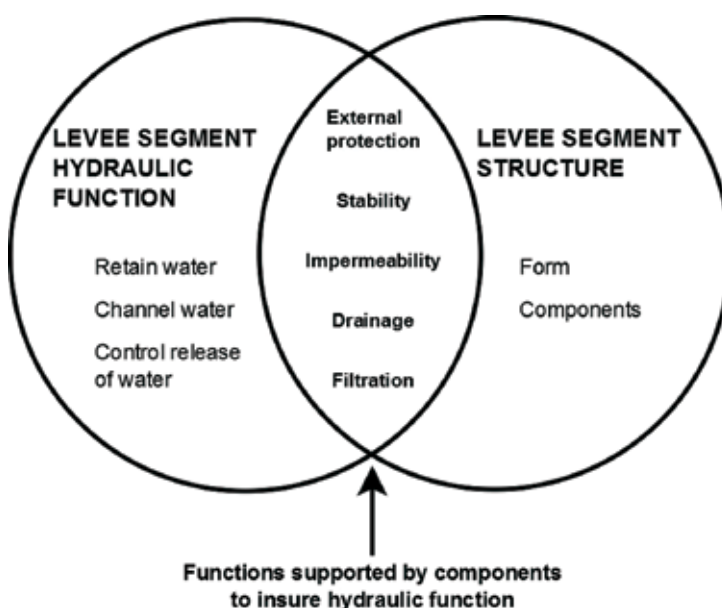 LEVEE SEGMENT
HYDRAULIC
FUNCTION
Retain water
Channel water
Control release
of water
External
protection
Stability
Impermeability
Drainage
Filtration
LEVEE SEGMENT
STRUCTURE
Form
Components
Functions supported by components
to insure hydraulic function